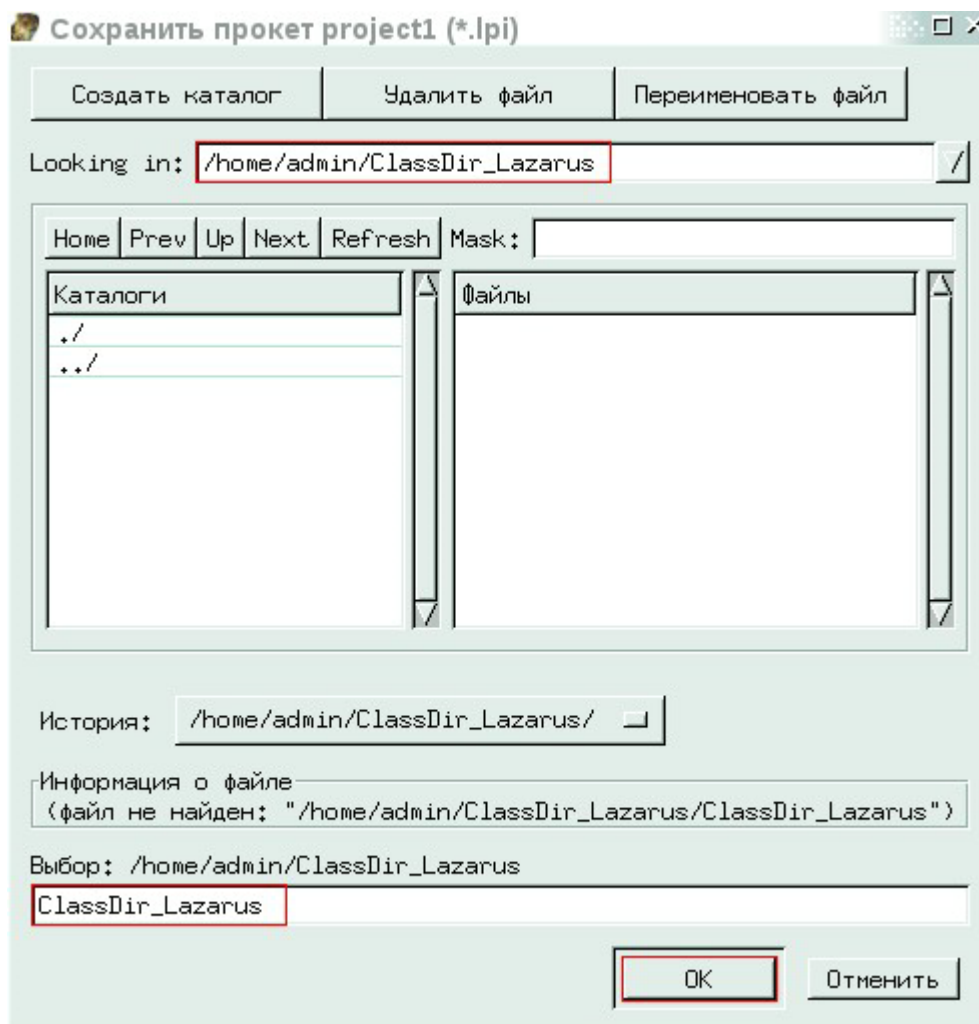 Сохранить прокет project1 (*.lpi)
Создать каталог Удалить файл Переименовать файл
Looking in: /home/admin/ClassDir_Lazarus
Home Prev Up Next Refresh Mask:
Каталоги Файлы
./
../
История: /home/admin/ClassDir_Lazarus/
Информация о файле
(файл не найден: "/home/admin/ClassDir_Lazarus/ClassDir_Lazarus")
Выбор: /home/admin/ClassDir_Lazarus
ClassDir_Lazarus
OK Отменить